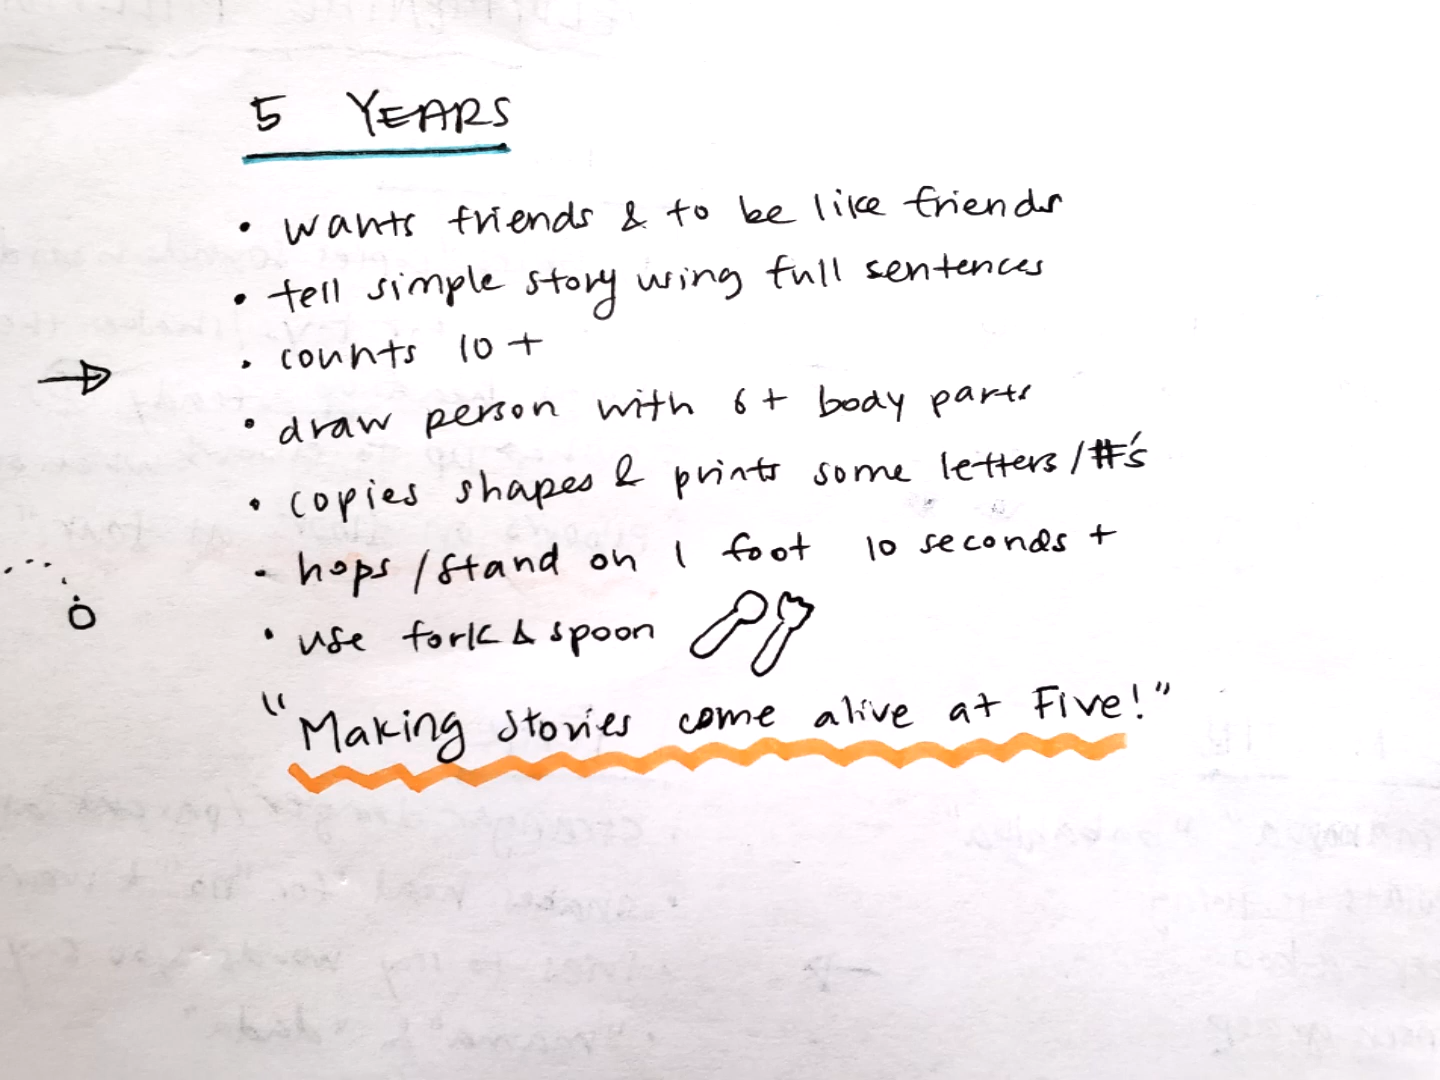 5 YEARS
• wants friends & to be like friends
• tell simple story using full sentences
• counts 10+
• draw person with 6+ body parts
• copies shapes & prints some letters/#'s
• hops/stand on 1 foot 10 seconds +
• use fork & spoon
"Making stories come alive at Five!"